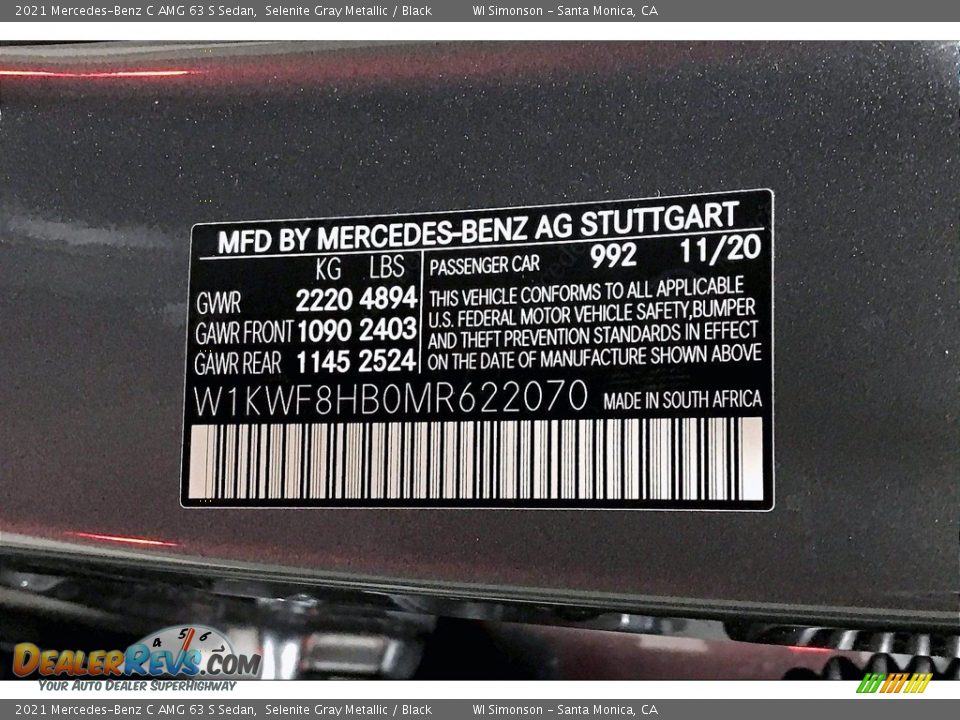 2021 Mercedes-Benz C AMG 63 S Sedan, Selenite Gray Metallic / Black WI Simonson - Santa Monica, CA
MFD BY MERCEDES-BENZ AG STUTTGART
KG LBS
GVWR 2220 4894
GAWR FRONT 1090 2403
GAWR REAR 1145 2524
PASSENGER CAR 992 11/20
THIS VEHICLE CONFORMS TO ALL APPLICABLE
U.S. FEDERAL MOTOR VEHICLE SAFETY,BUMPER
AND THEFT PREVENTION STANDARDS IN EFFECT
ON THE DATE OF MANUFACTURE SHOWN ABOVE
W1KWF8HB0MR622070 MADE IN SOUTH AFRICA
4 5 6
DEALERREVS.COM
YOUR AUTO DEALER SUPERHIGHWAY
2021 Mercedes-Benz C AMG 63 S Sedan, Selenite Gray Metallic / Black WI Simonson - Santa Monica, CA